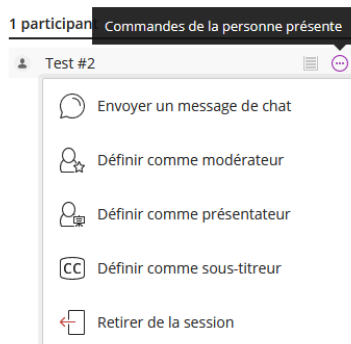 1 participant
Commandes de la personne présente
Test #2
Envoyer un message de chat
Définir comme modérateur
Définir comme présentateur
CC Définir comme sous-titreur
Retirer de la session